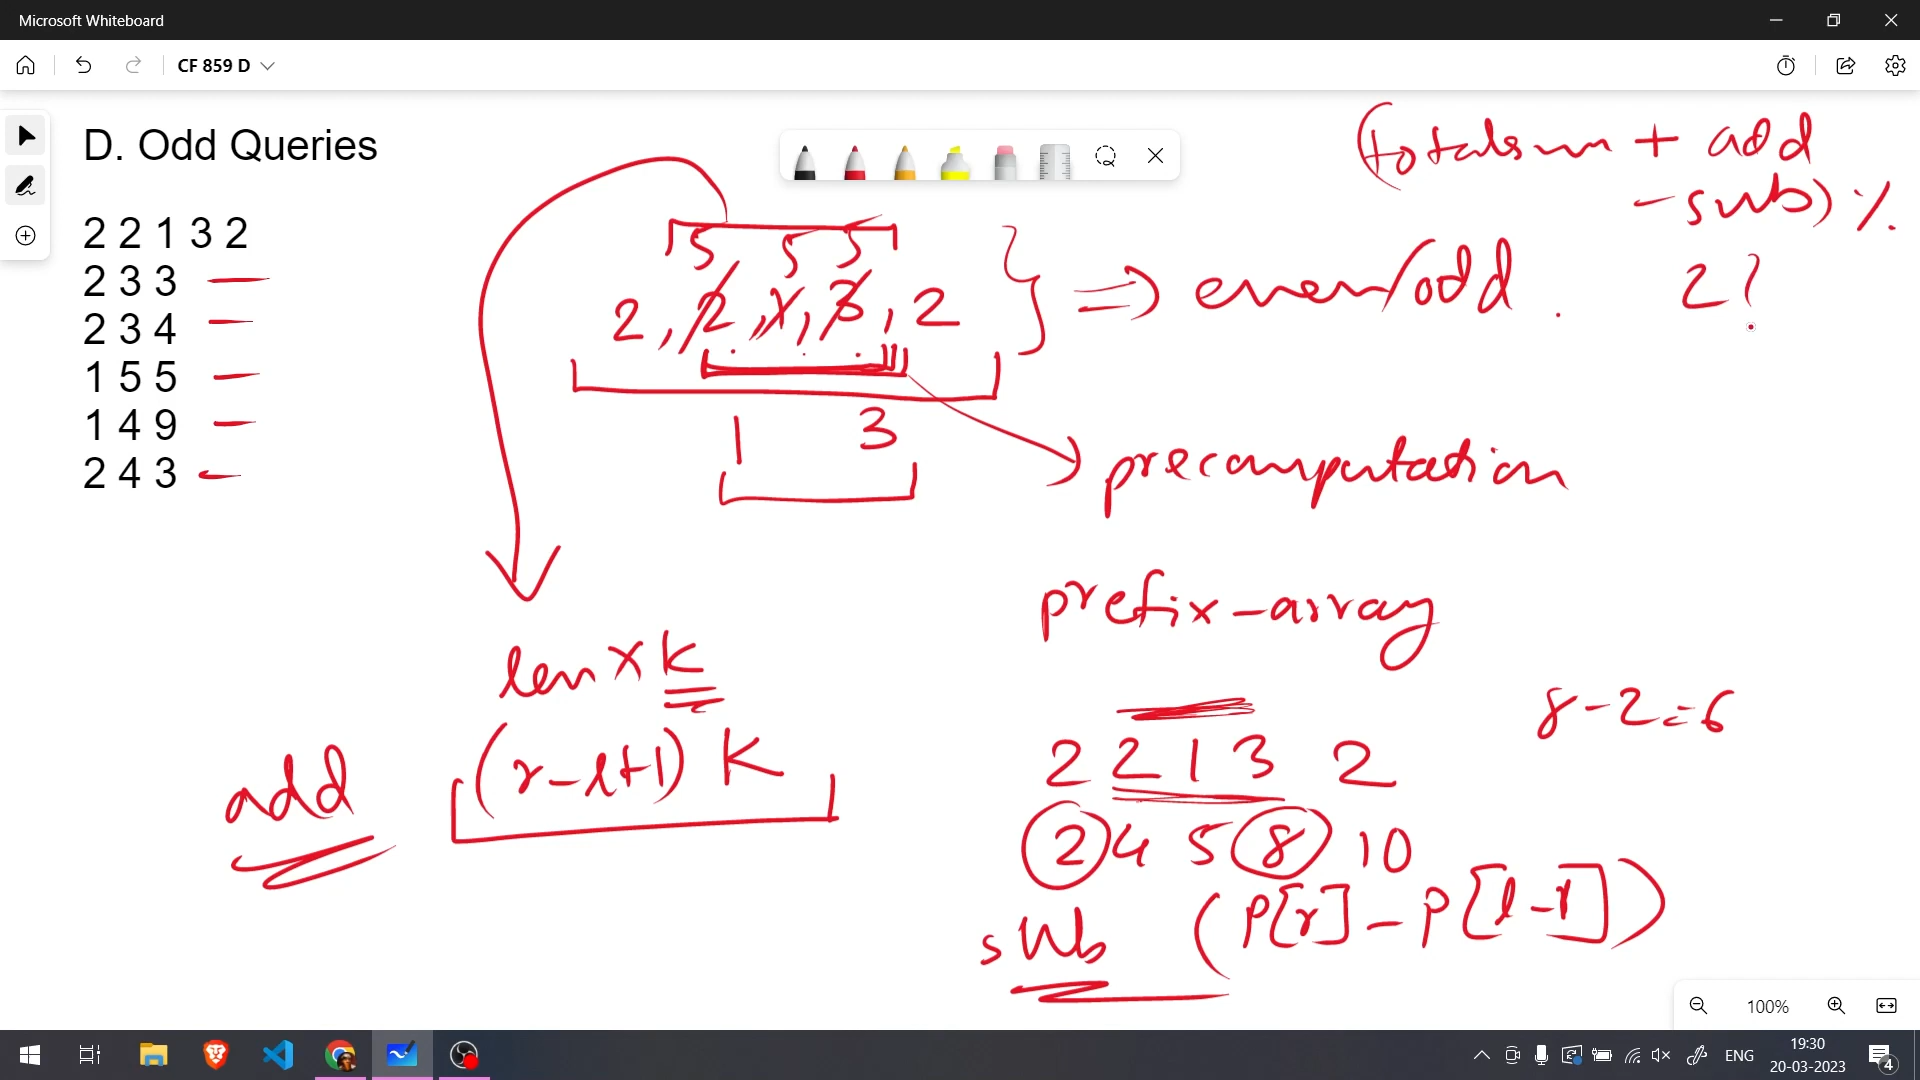 Microsoft Whiteboard
CF 859 D
D. Odd Queries
2 2 1 3 2
2 3 3
2 3 4
1 5 5
1 4 9
2 4 3
(totalsum + add
- sub) %
2 ?
5 5 5
2, 2, 1, 3, 2
=> even/odd .
1 3
precomputation
prefix-array
len x k
(r-l+1) k
add
8-2=6
2 2 1 3 2
2 4 5 8 10
sub (P[r] - P[l-1])
100%
ENG
19:30
20-03-2023
4